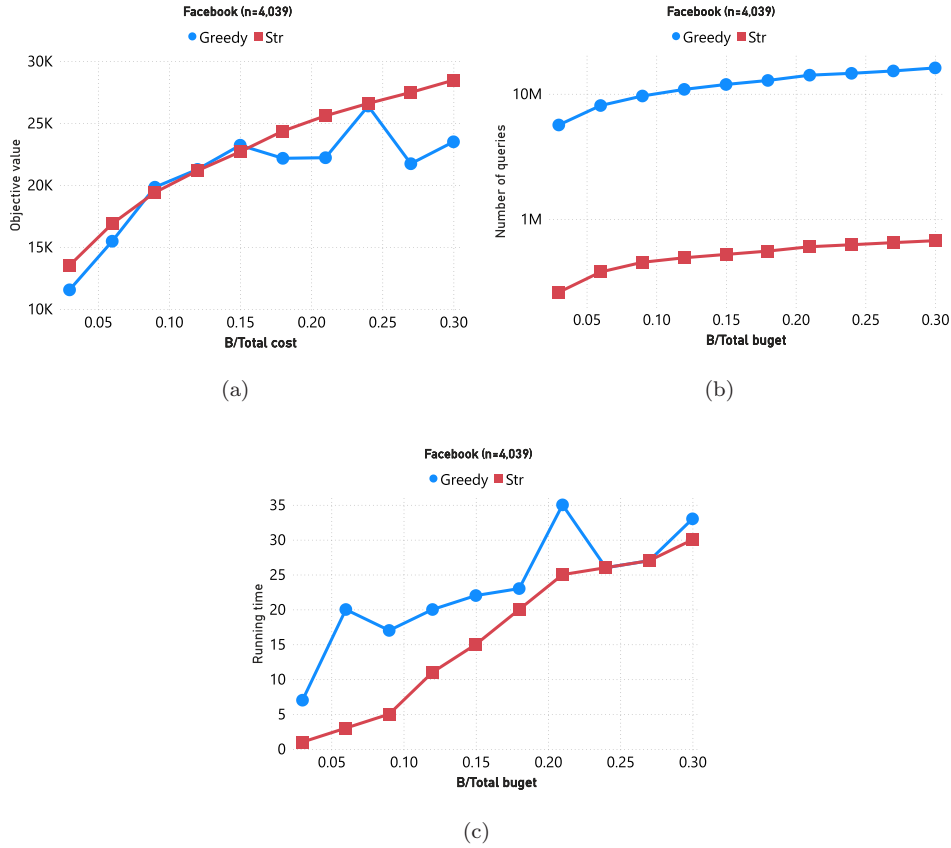 Facebook (n=4,039)
Greedy Str
Objective value
30K
25K
20K
15K
10K
0.05 0.10 0.15 0.20 0.25 0.30
B/Total cost
(a)
Facebook (n=4,039)
Greedy Str
Number of queries
10M
1M
0.05 0.10 0.15 0.20 0.25 0.30
B/Total buget
(b)
Facebook (n=4,039)
Greedy Str
Running time
35
30
25
20
15
10
5
0
0.05 0.10 0.15 0.20 0.25 0.30
B/Total buget
(c)